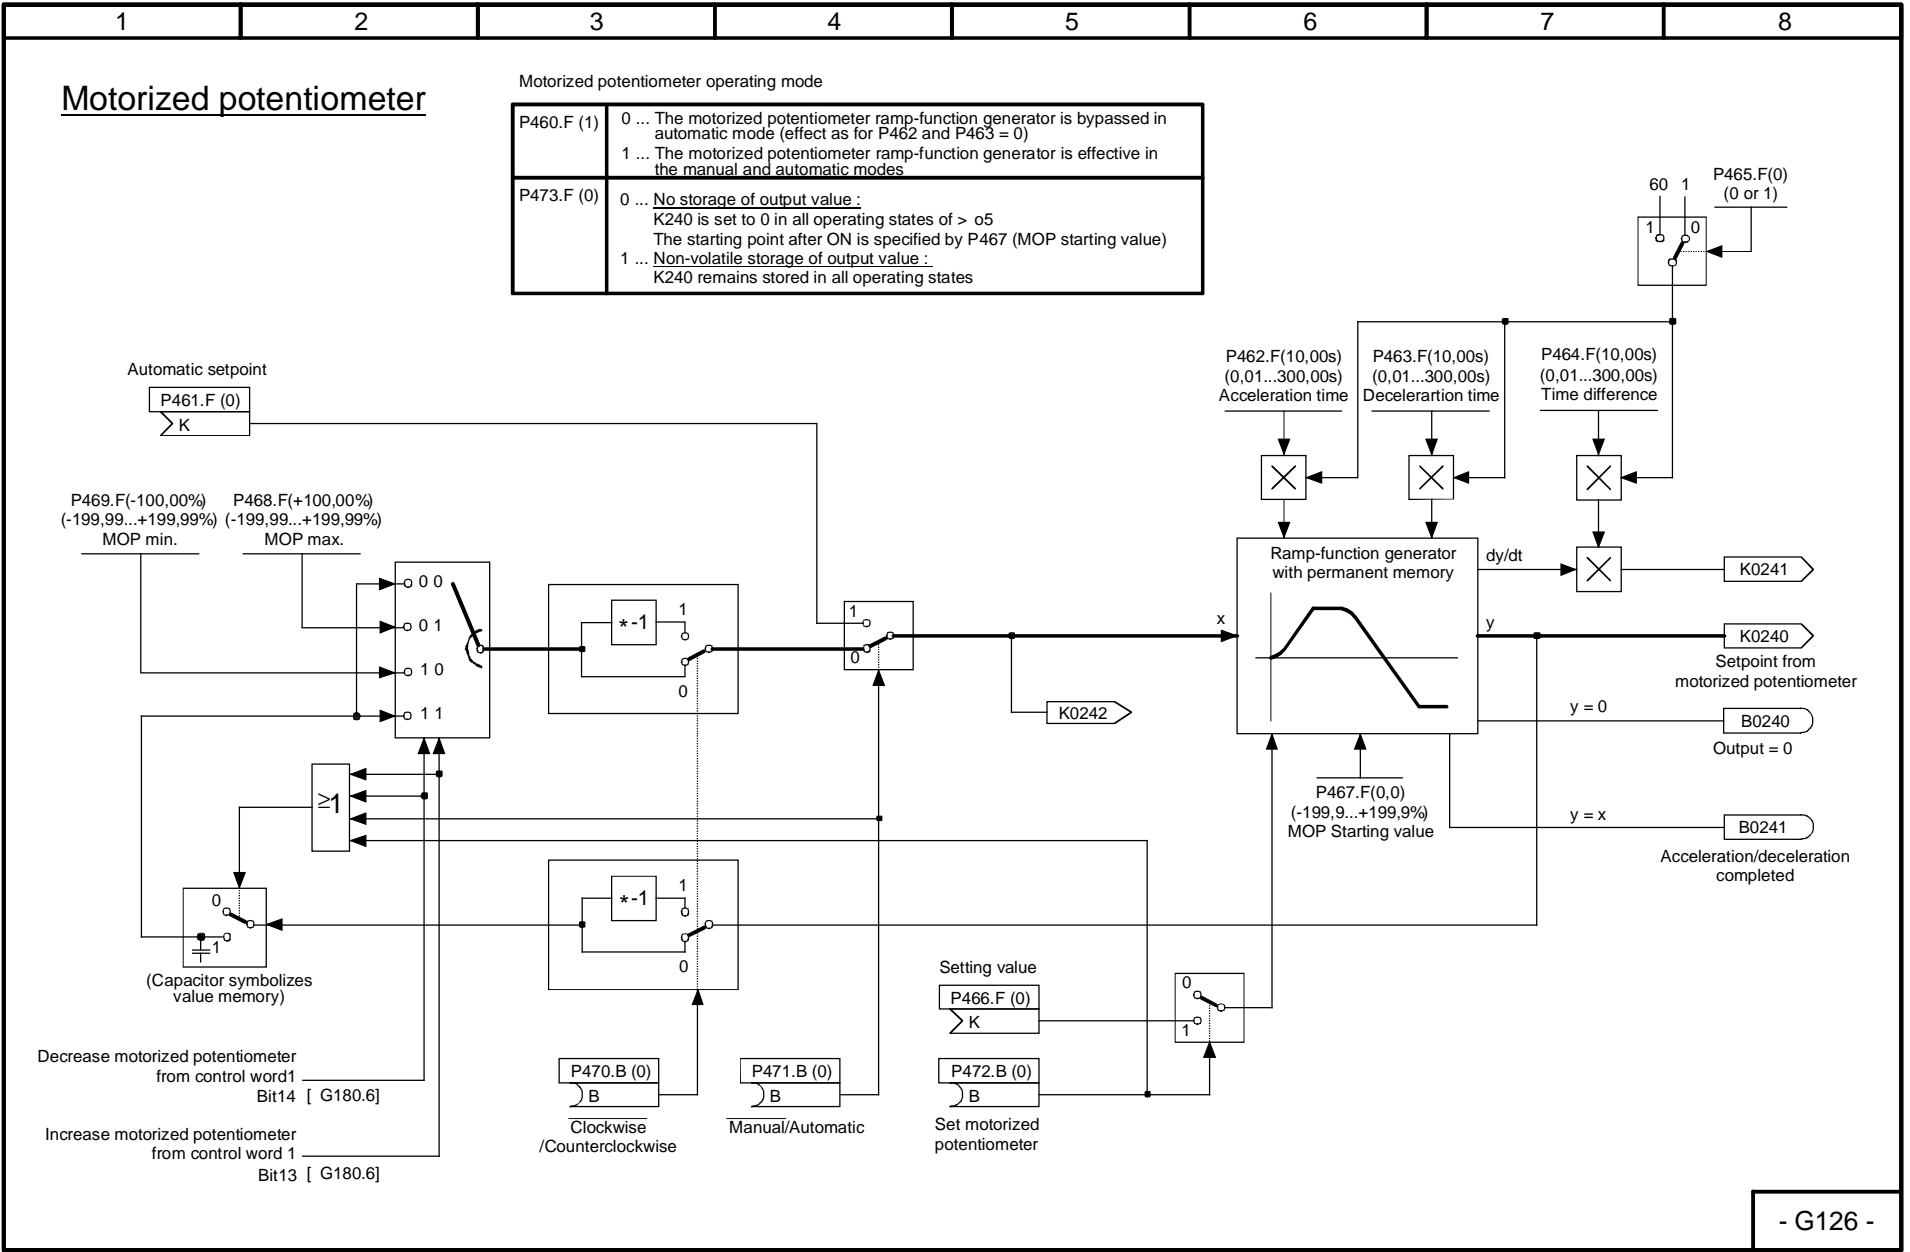 1 2 3 4 5 6 7 8
Motorized potentiometer
Motorized potentiometer operating mode
P460.F (1)
0 ... The motorized potentiometer ramp-function generator is bypassed in
automatic mode (effect as for P462 and P463 = 0)
1 ... The motorized potentiometer ramp-function generator is effective in
the manual and automatic modes
P473.F (0)
0 ... No storage of output value :
K240 is set to 0 in all operating states of > o5
The starting point after ON is specified by P467 (MOP starting value)
1 ... Non-volatile storage of output value :
K240 remains stored in all operating states
P465.F(0)
(0 or 1)
60 1
1 0
Automatic setpoint
P461.F (0)
K
P462.F(10,00s)
(0,01...300,00s)
Acceleration time
P463.F(10,00s)
(0,01...300,00s)
Decelerartion time
P464.F(10,00s)
(0,01...300,00s)
Time difference
P469.F(-100,00%)
(-199,99...+199,99%)
MOP min.
P468.F(+100,00%)
(-199,99...+199,99%)
MOP max.
0 0
0 1
1 0
1 1
*-1
1
0
1
0
x
Ramp-function generator
with permanent memory
dy/dt
K0241
y
K0240
Setpoint from
motorized potentiometer
K0242
y = 0
B0240
Output = 0
P467.F(0,0)
(-199,9...+199,9%)
MOP Starting value
y = x
B0241
Acceleration/deceleration
completed
≥1
*-1
1
0
0
1
(Capacitor symbolizes
value memory)
Setting value
P466.F (0)
K
0
1
Decrease motorized potentiometer
from control word1
Bit14 [ G180.6]
Increase motorized potentiometer
from control word 1
Bit13 [ G180.6]
P470.B (0)
B
Clockwise
/Counterclockwise
P471.B (0)
B
Manual/Automatic
P472.B (0)
B
Set motorized
potentiometer
- G126 -